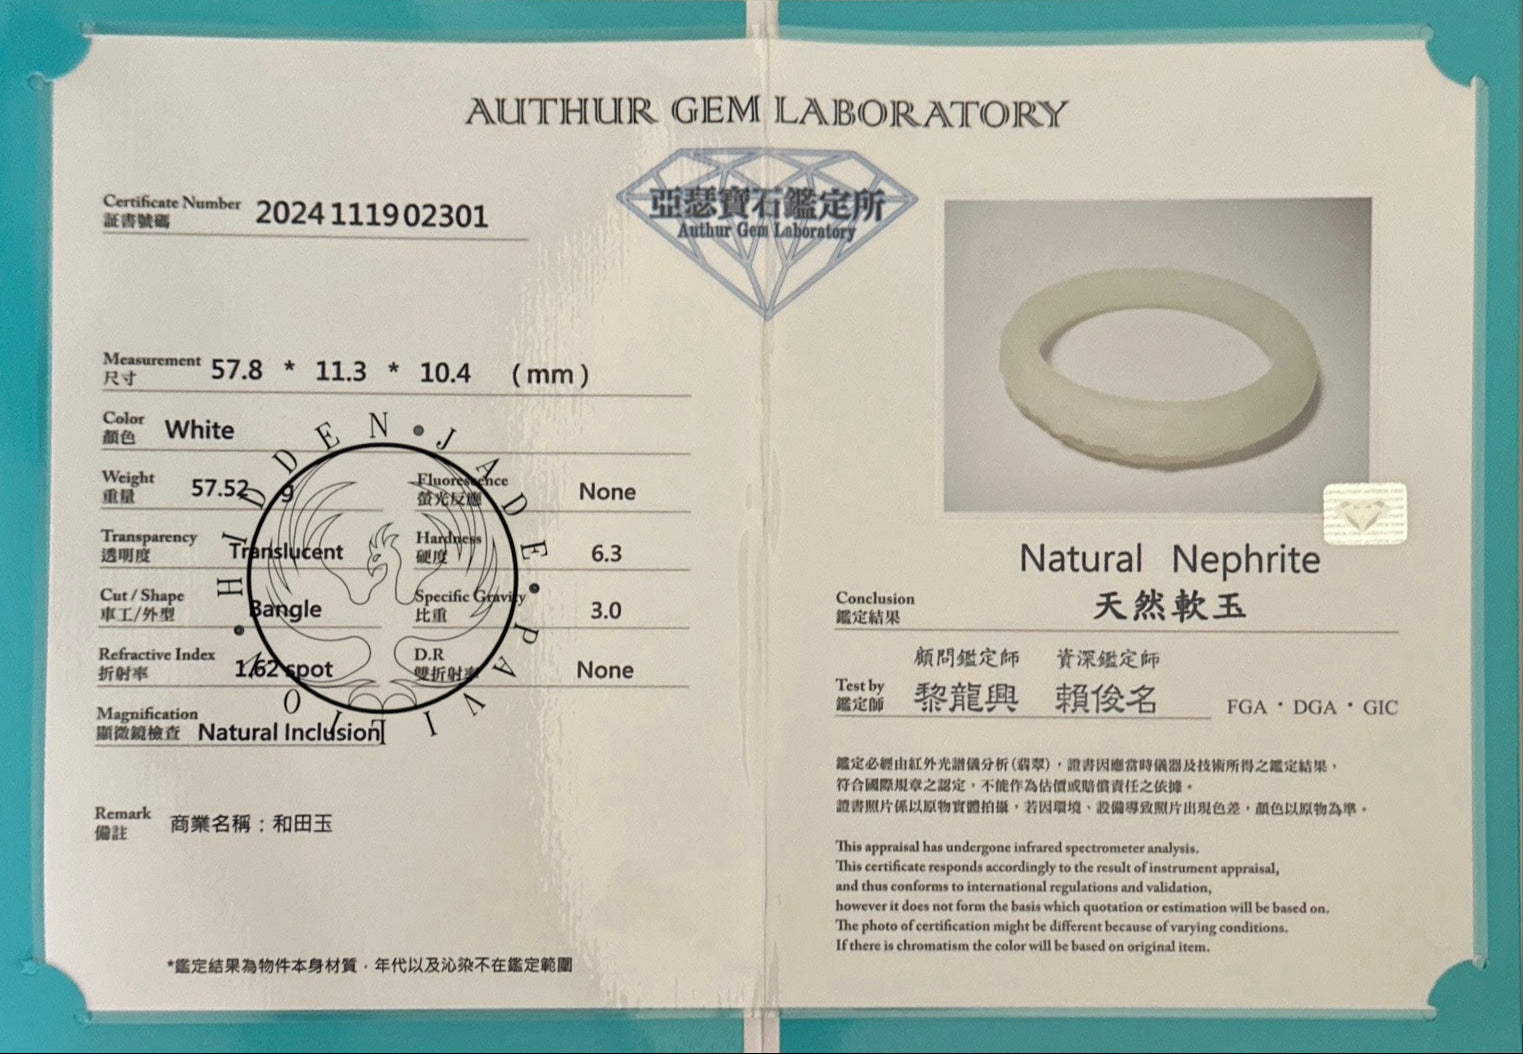 AUTHUR GEM LABORATORY
亞瑟寶石鑑定所
Authur Gem Laboratory
Certificate Number
証書號碼
20241119 02301
Measurement
尺寸
57.8 * 11.3 * 10.4 (mm)
Color
顏色
White
Weight
重量
57.52 g
Fluorescence
螢光反應
None
Transparency
透明度
Translucent
Hardness
硬度
6.3
Cut / Shape
車工/外型
Bangle
Specific Gravity
比重
3.0
Refractive Index
折射率
1.62 spot
D.R
雙折射率
None
Magnification
顯微鏡檢查
Natural Inclusion
HIDDEN • JADE • PAVILION •
Remark
備註
商業名稱：和田玉
*鑑定結果為物件本身材質，年代以及沁染不在鑑定範圍
Natural Nephrite
Conclusion
鑑定結果
天然軟玉
顧問鑑定師 資深鑑定師
Test by
鑑定師
黎龍興 賴俊名
FGA・DGA・GIC
鑑定必經由紅外光譜儀分析(翡翠)，證書因應當時儀器及技術所得之鑑定結果，
符合國際規章之認定，不能作為估價或賠償責任之依據。
證書照片係以原物實體拍攝，若因環境、設備導致照片出現色差，顏色以原物為準。
This appraisal has undergone infrared spectrometer analysis.
This certificate responds accordingly to the result of instrument appraisal,
and thus conforms to international regulations and validation,
however it does not form the basis which quotation or estimation will be based on.
The photo of certification might be different because of varying conditions.
If there is chromatism the color will be based on original item.